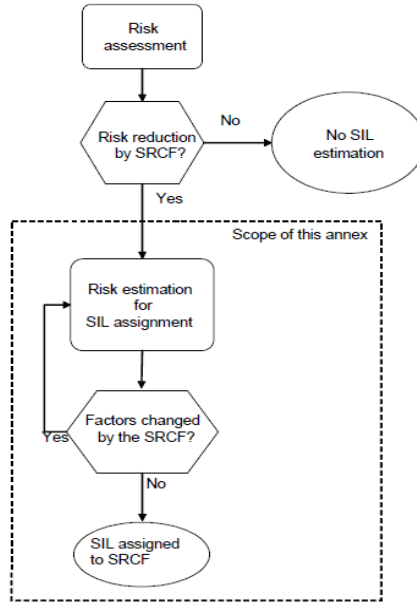 Risk
assessment
Risk reduction
by SRCF?
No
No SIL
estimation
Yes
Scope of this annex
Risk estimation
for
SIL assignment
Factors changed
by the SRCF?
Yes
No
SIL assigned
to SRCF